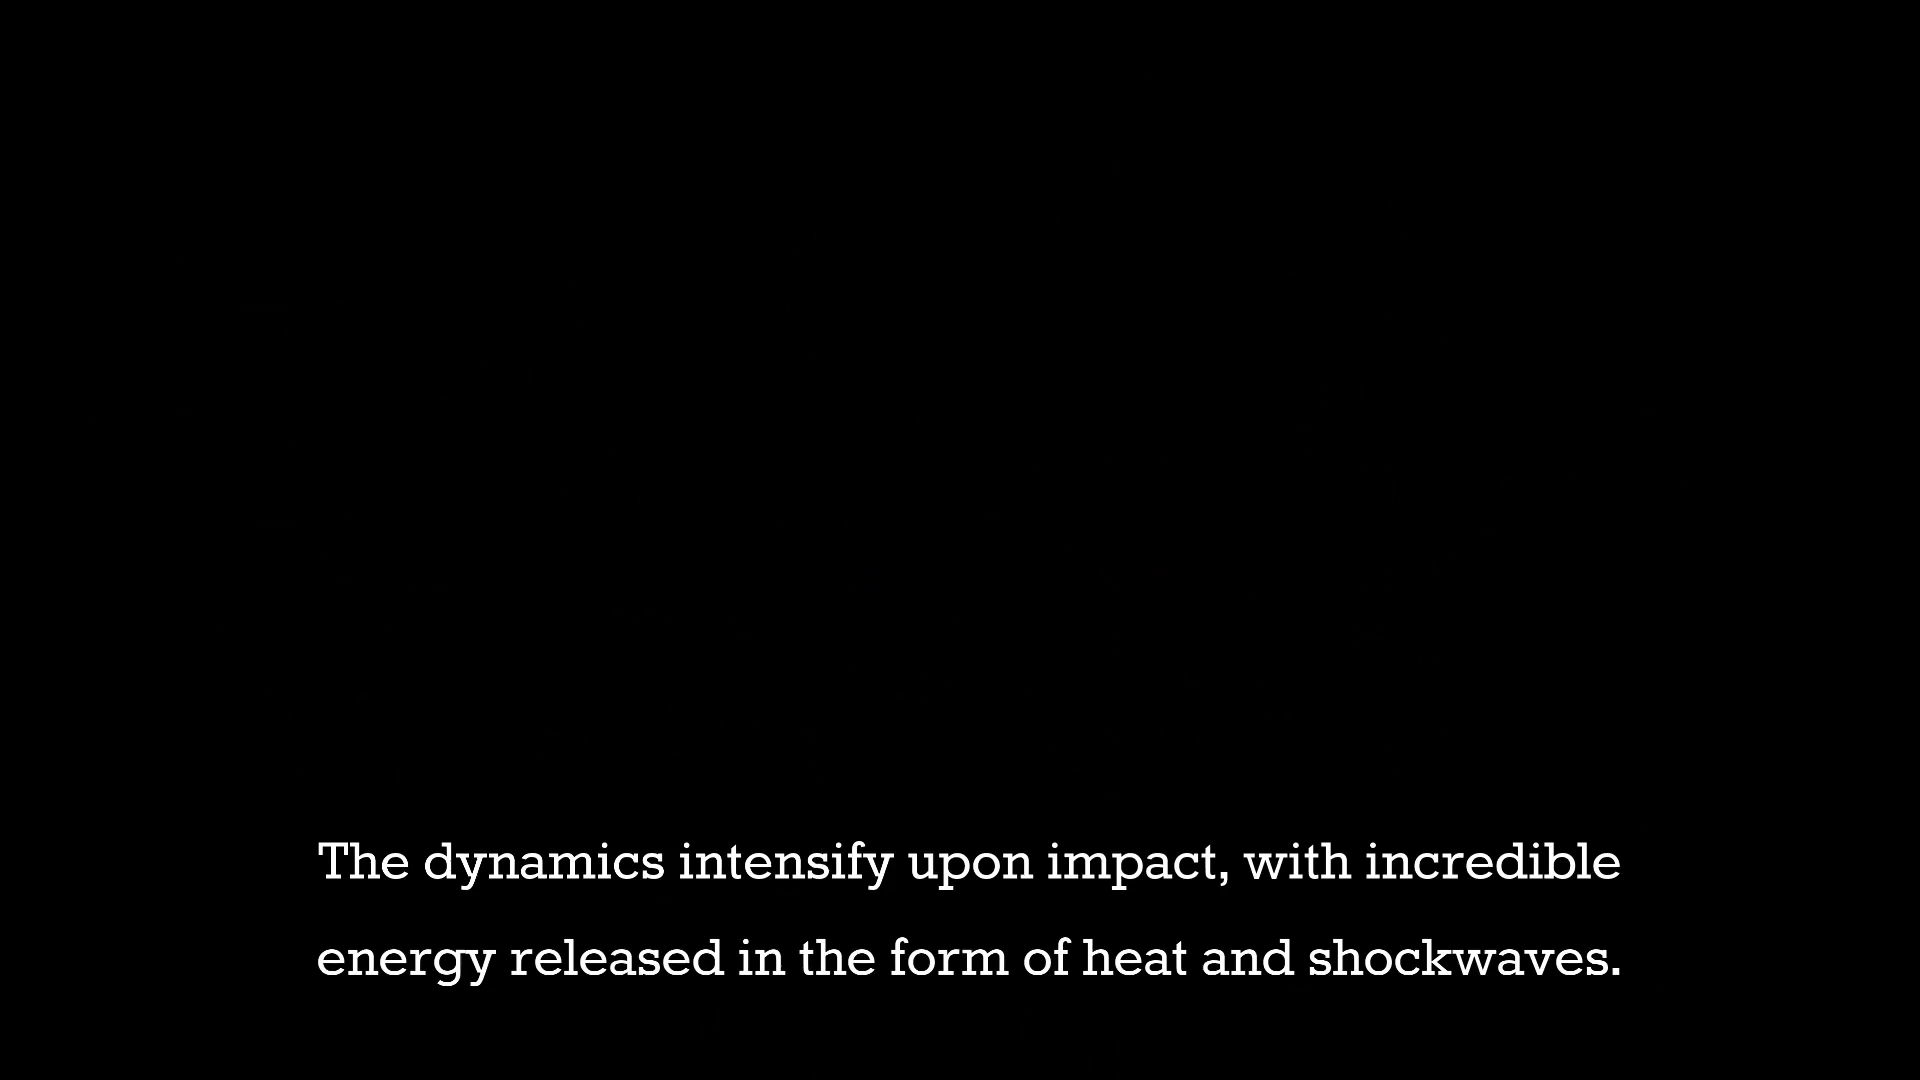 The dynamics intensify upon impact, with incredible
energy released in the form of heat and shockwaves.